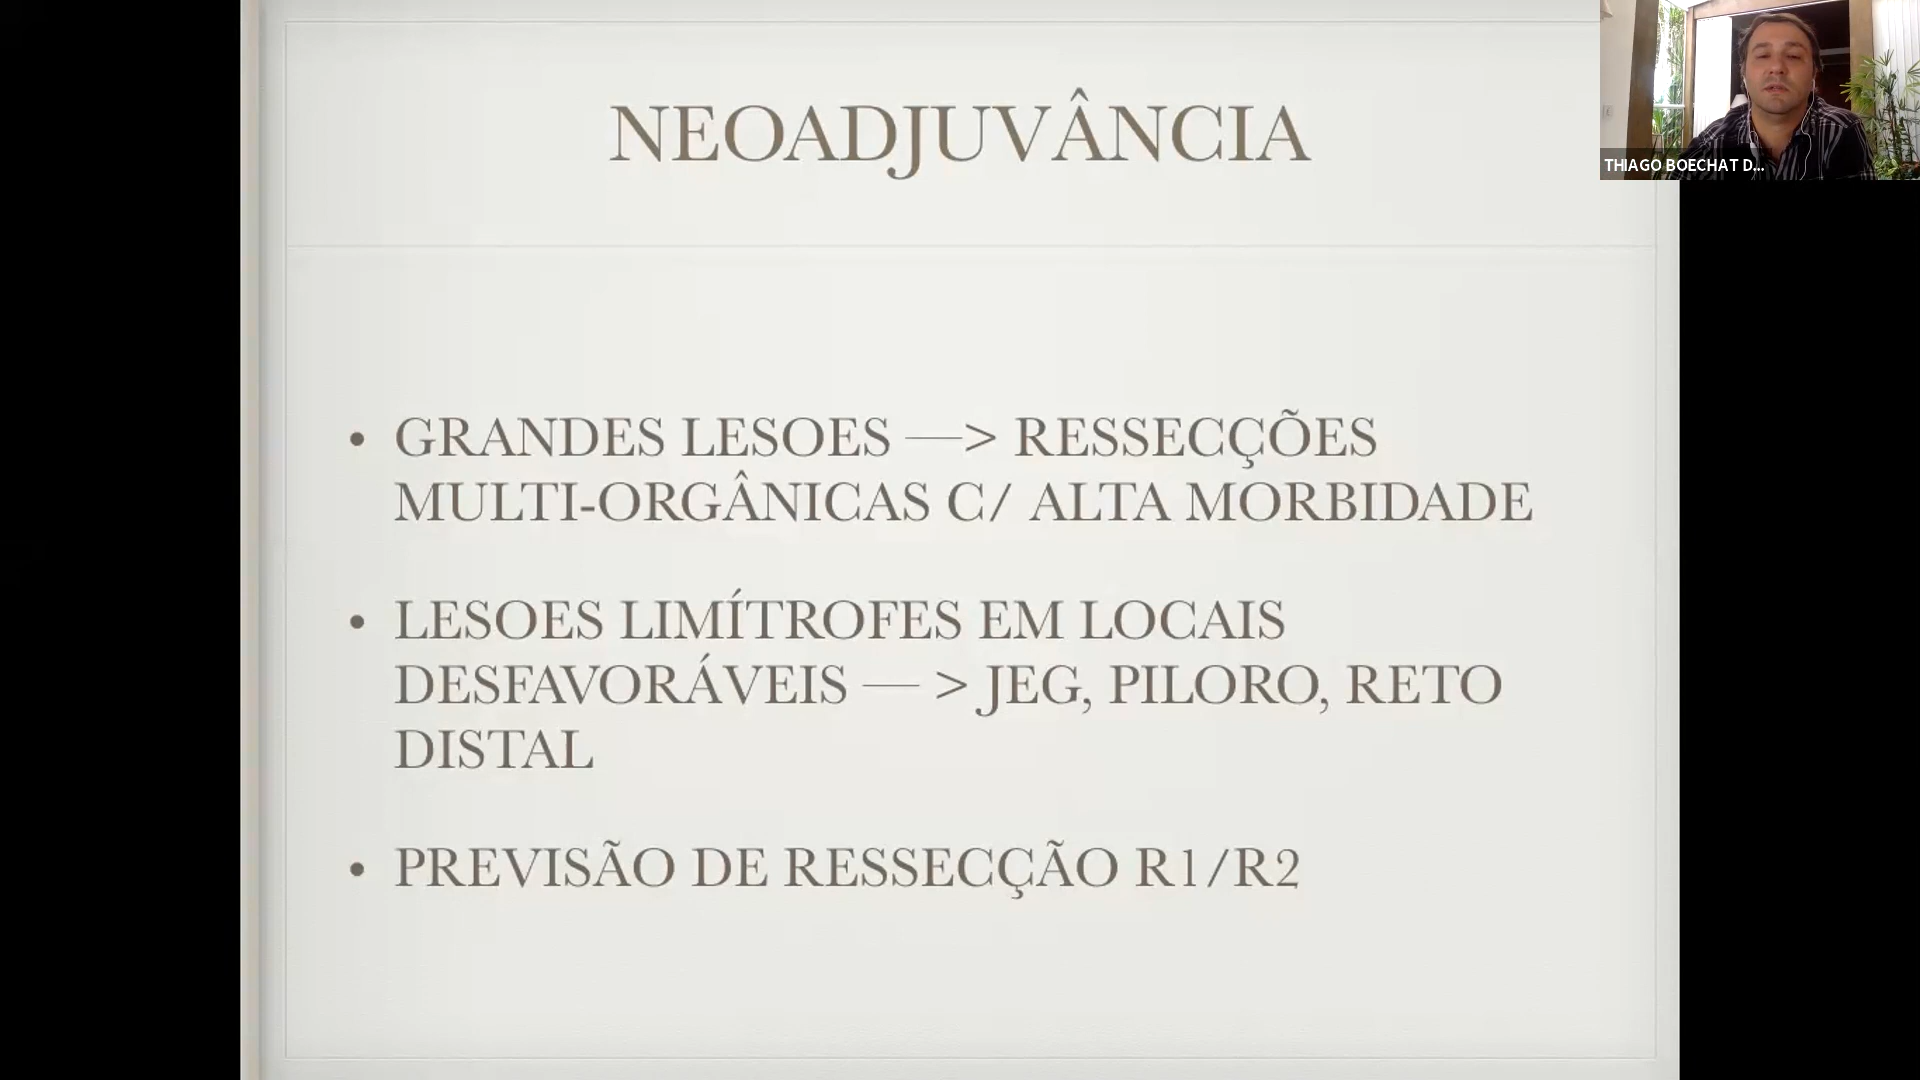 NEOADJUVÂNCIA
THIAGO BOECHAT D...
• GRANDES LESOES —> RESSECÇÕES
MULTI-ORGÂNICAS C/ ALTA MORBIDADE
• LESOES LIMÍTROFES EM LOCAIS
DESFAVORÁVEIS — > JEG, PILORO, RETO
DISTAL
• PREVISÃO DE RESSECÇÃO R1/R2